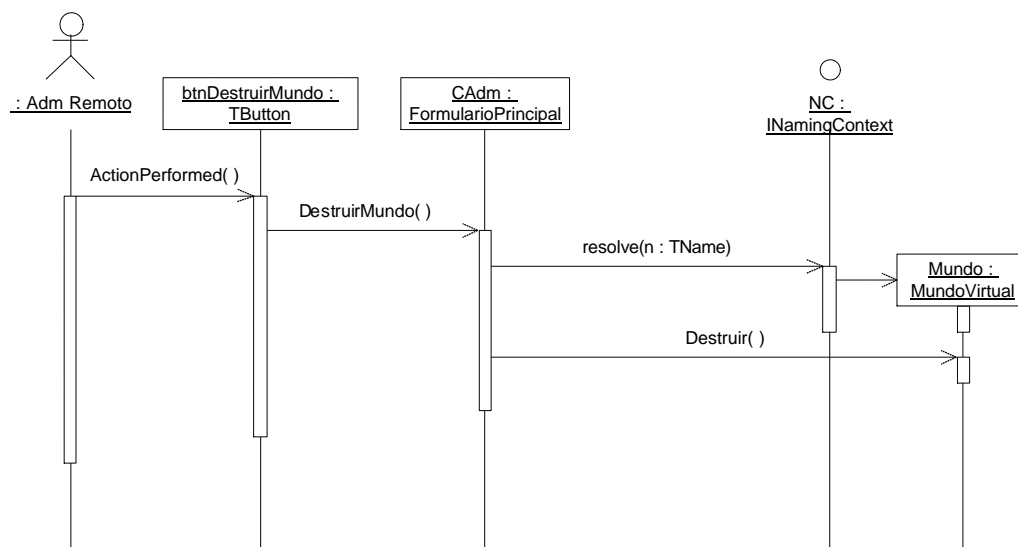 : Adm Remoto
btnDestruirMundo :
TButton
CAdm :
FormularioPrincipal
NC :
INamingContext
ActionPerformed( )
DestruirMundo( )
resolve(n : TName)
Mundo :
MundoVirtual
Destruir( )